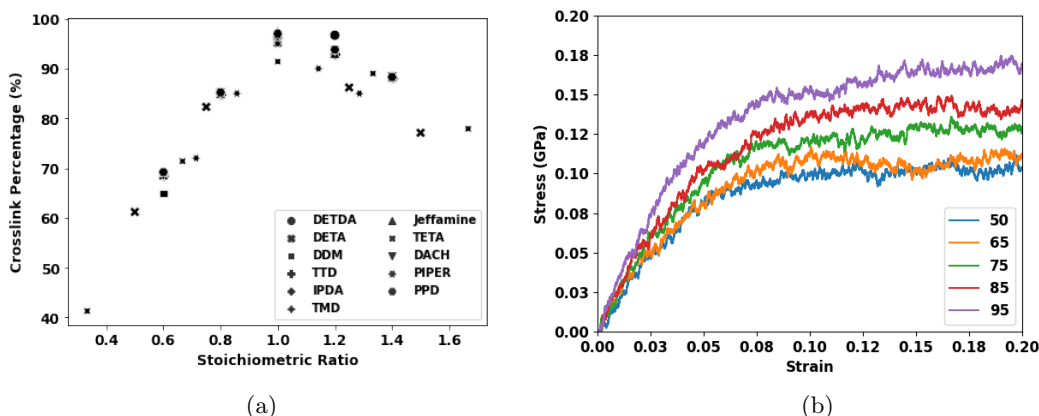 Crosslink Percentage (%)
100
90
80
70
60
50
40
0.4 0.6 0.8 1.0 1.2 1.4 1.6
Stoichiometric Ratio
DETDA
DETA
DDM
TTD
IPDA
TMD
Jeffamine
TETA
DACH
PIPER
PPD
(a)
Stress (GPa)
0.20
0.18
0.15
0.12
0.10
0.08
0.05
0.03
0.00
0.00 0.03 0.05 0.08 0.10 0.12 0.15 0.18 0.20
Strain
50
65
75
85
95
(b)